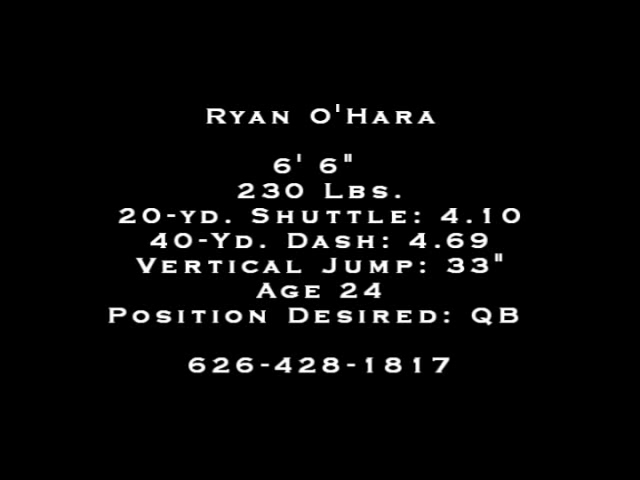 Ryan O'Hara
6' 6"
230 Lbs.
20-yd. Shuttle: 4.10
40-Yd. Dash: 4.69
Vertical Jump: 33"
Age 24
Position Desired: QB
626-428-1817